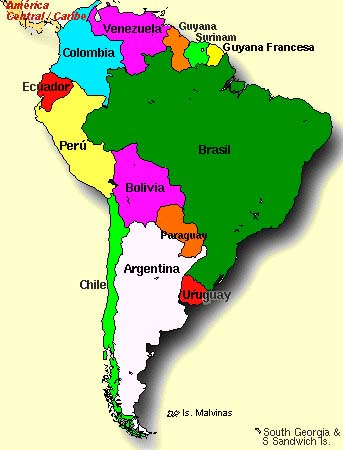 América
Central/Caribe
Venezuela
Guyana
Surinam
Guyana Francesa
Colombia
Ecuador
Perú
Brasil
Bolivia
Paraguay
Argentina
Chile
Uruguay
Is. Malvinas
South Georgia &
S Sandwich Is.